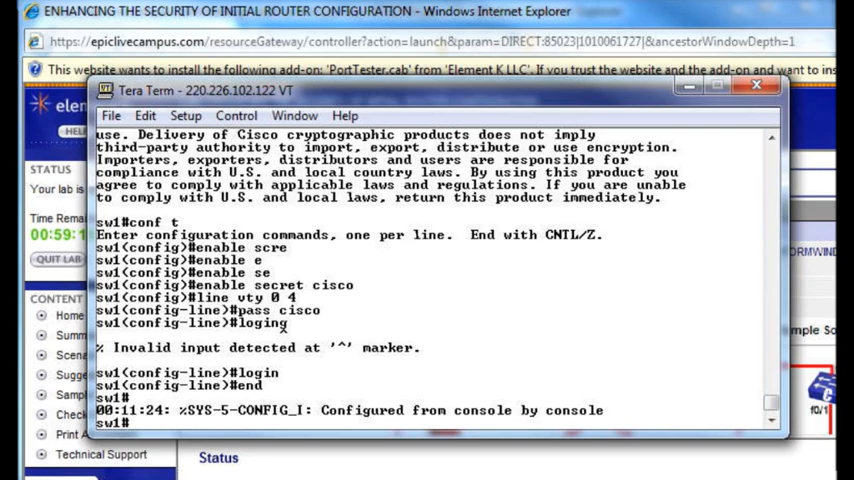 ENHANCING THE SECURITY OF INITIAL ROUTER CONFIGURATION - Windows Internet Explorer
https://epiclivecampus.com/resourceGateway/controller?action=launch&param=DIRECT:85023|1010061727|&ancestorWindowDepth=1
This website wants to install the following add-on: 'PortTester.cab' from 'Element K LLC'. If you trust the website and the add-on and want to ins
Tera Term - 220.226.102.122 VT
File Edit Setup Control Window Help
use. Delivery of Cisco cryptographic products does not imply
third-party authority to import, export, distribute or use encryption.
Importers, exporters, distributors and users are responsible for
compliance with U.S. and local country laws. By using this product you
agree to comply with applicable laws and regulations. If you are unable
to comply with U.S. and local laws, return this product immediately.
sw1#conf t
Enter configuration commands, one per line.  End with CNTL/Z.
sw1(config)#enable scre
sw1(config)#enable e
sw1(config)#enable se
sw1(config)#enable secret cisco
sw1(config)#line vty 0 4
sw1(config-line)#pass cisco
sw1(config-line)#loging
^
% Invalid input detected at '^' marker.
sw1(config-line)#login
sw1(config-line)#end
sw1#
00:11:24: %SYS-5-CONFIG_I: Configured from console by console
sw1#
elem
HEL
STATUS
Your lab is
Time Remai
00:59:1
QUIT LAB
CONTENT
Home
Summ
Scena
Sugge
Samp
Check
Print A
Technical Support
ORMWIND
mple So
f0/1
Status